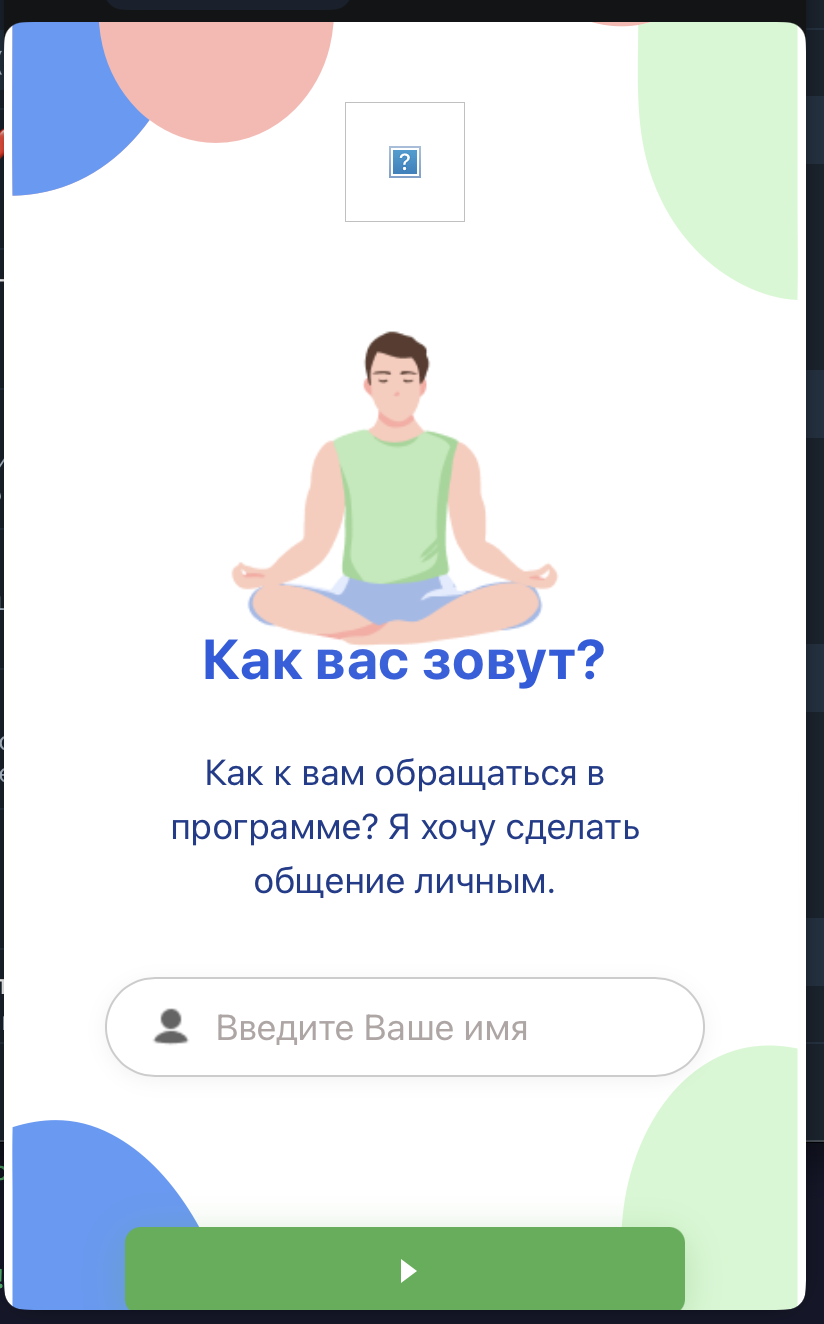 ?
Как вас зовут?
Как к вам обращаться в
программе? Я хочу сделать
общение личным.
Введите Ваше имя